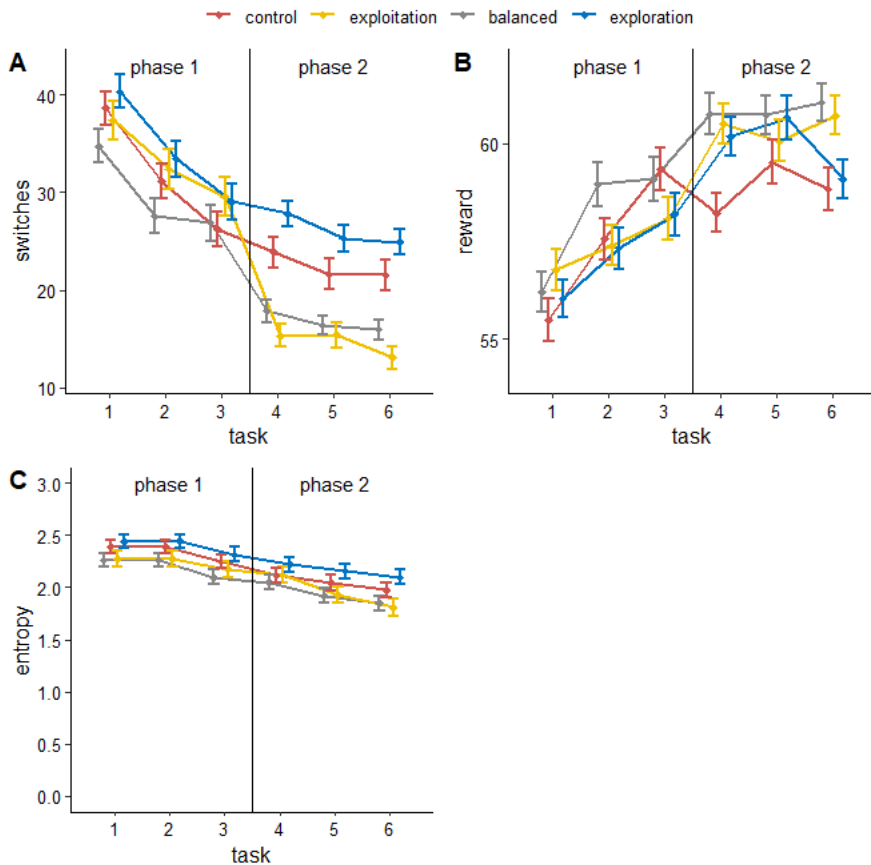 control exploitation balanced exploration
A
phase 1 phase 2
switches
40
30
20
10
1 2 3 4 5 6
task
B
phase 1 phase 2
reward
60
55
1 2 3 4 5 6
task
C
phase 1 phase 2
entropy
3.0
2.5
2.0
1.5
1.0
0.5
0.0
1 2 3 4 5 6
task